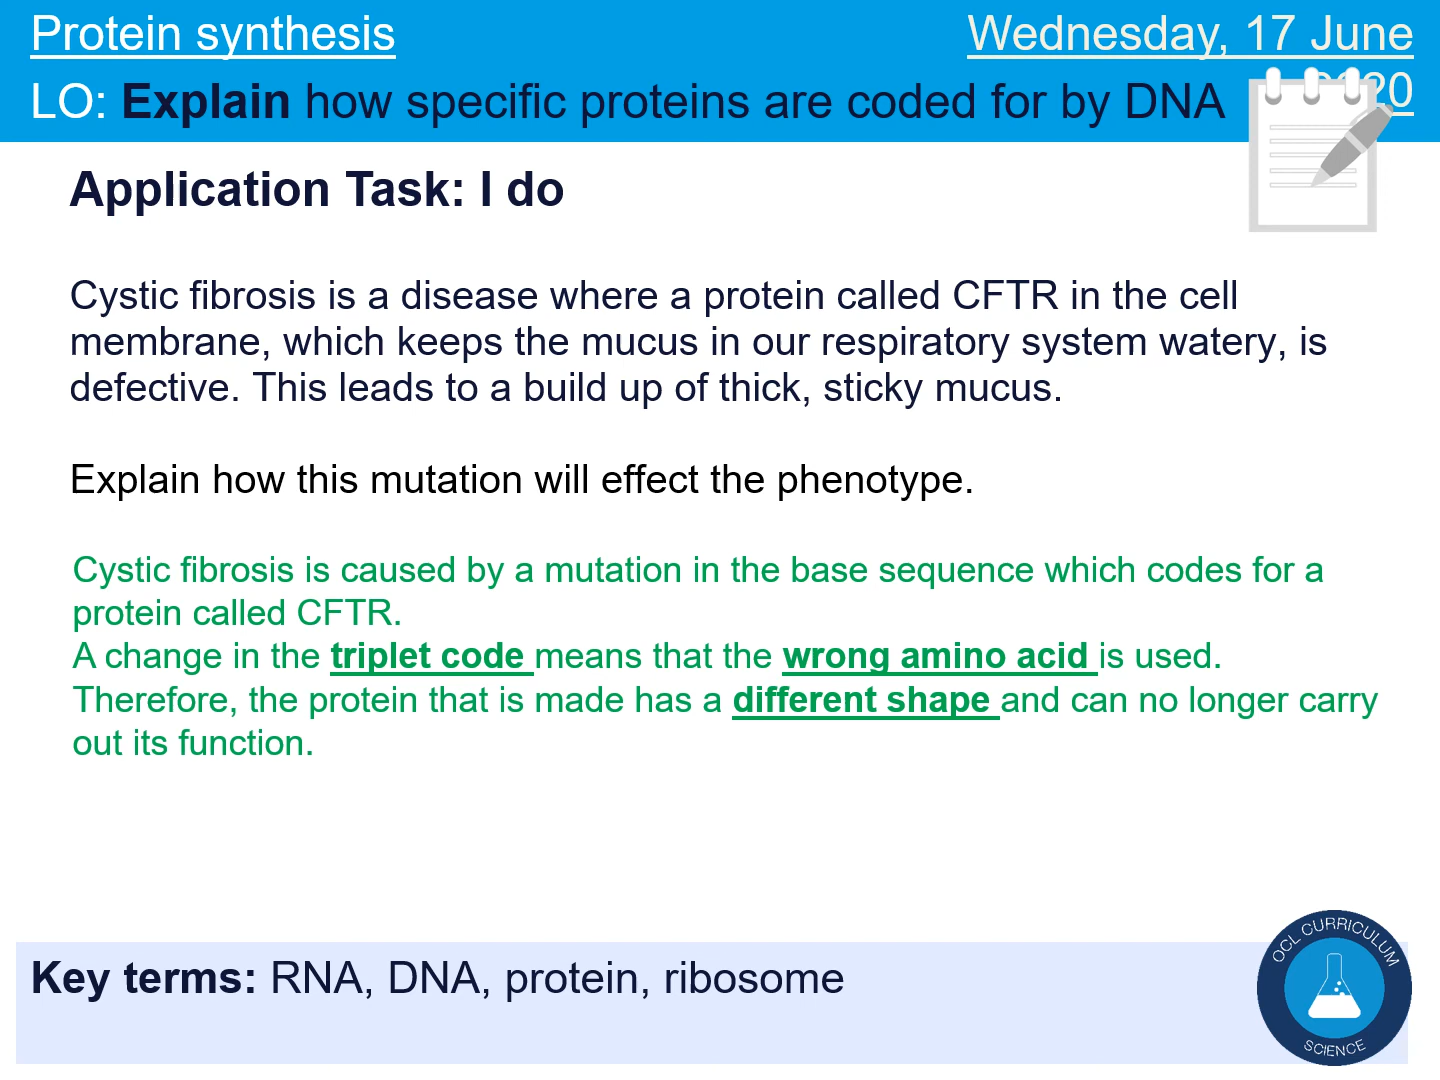 Protein synthesis
Wednesday, 17 June
20
LO: Explain how specific proteins are coded for by DNA
Application Task: I do
Cystic fibrosis is a disease where a protein called CFTR in the cell
membrane, which keeps the mucus in our respiratory system watery, is
defective. This leads to a build up of thick, sticky mucus.
Explain how this mutation will effect the phenotype.
Cystic fibrosis is caused by a mutation in the base sequence which codes for a
protein called CFTR.
A change in the triplet code means that the wrong amino acid is used.
Therefore, the protein that is made has a different shape and can no longer carry
out its function.
Key terms: RNA, DNA, protein, ribosome
OCL CURRICULUM
SCIENCE